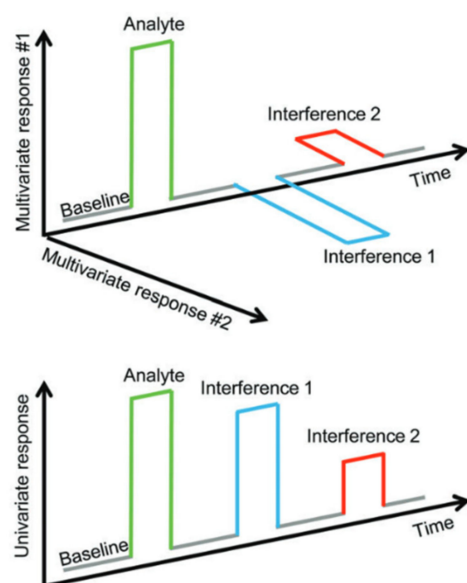 Multivariate response #1
Analyte
Interference 2
Baseline
Time
Interference 1
Multivariate response #2
Univariate response
Analyte
Interference 1
Interference 2
Baseline
Time